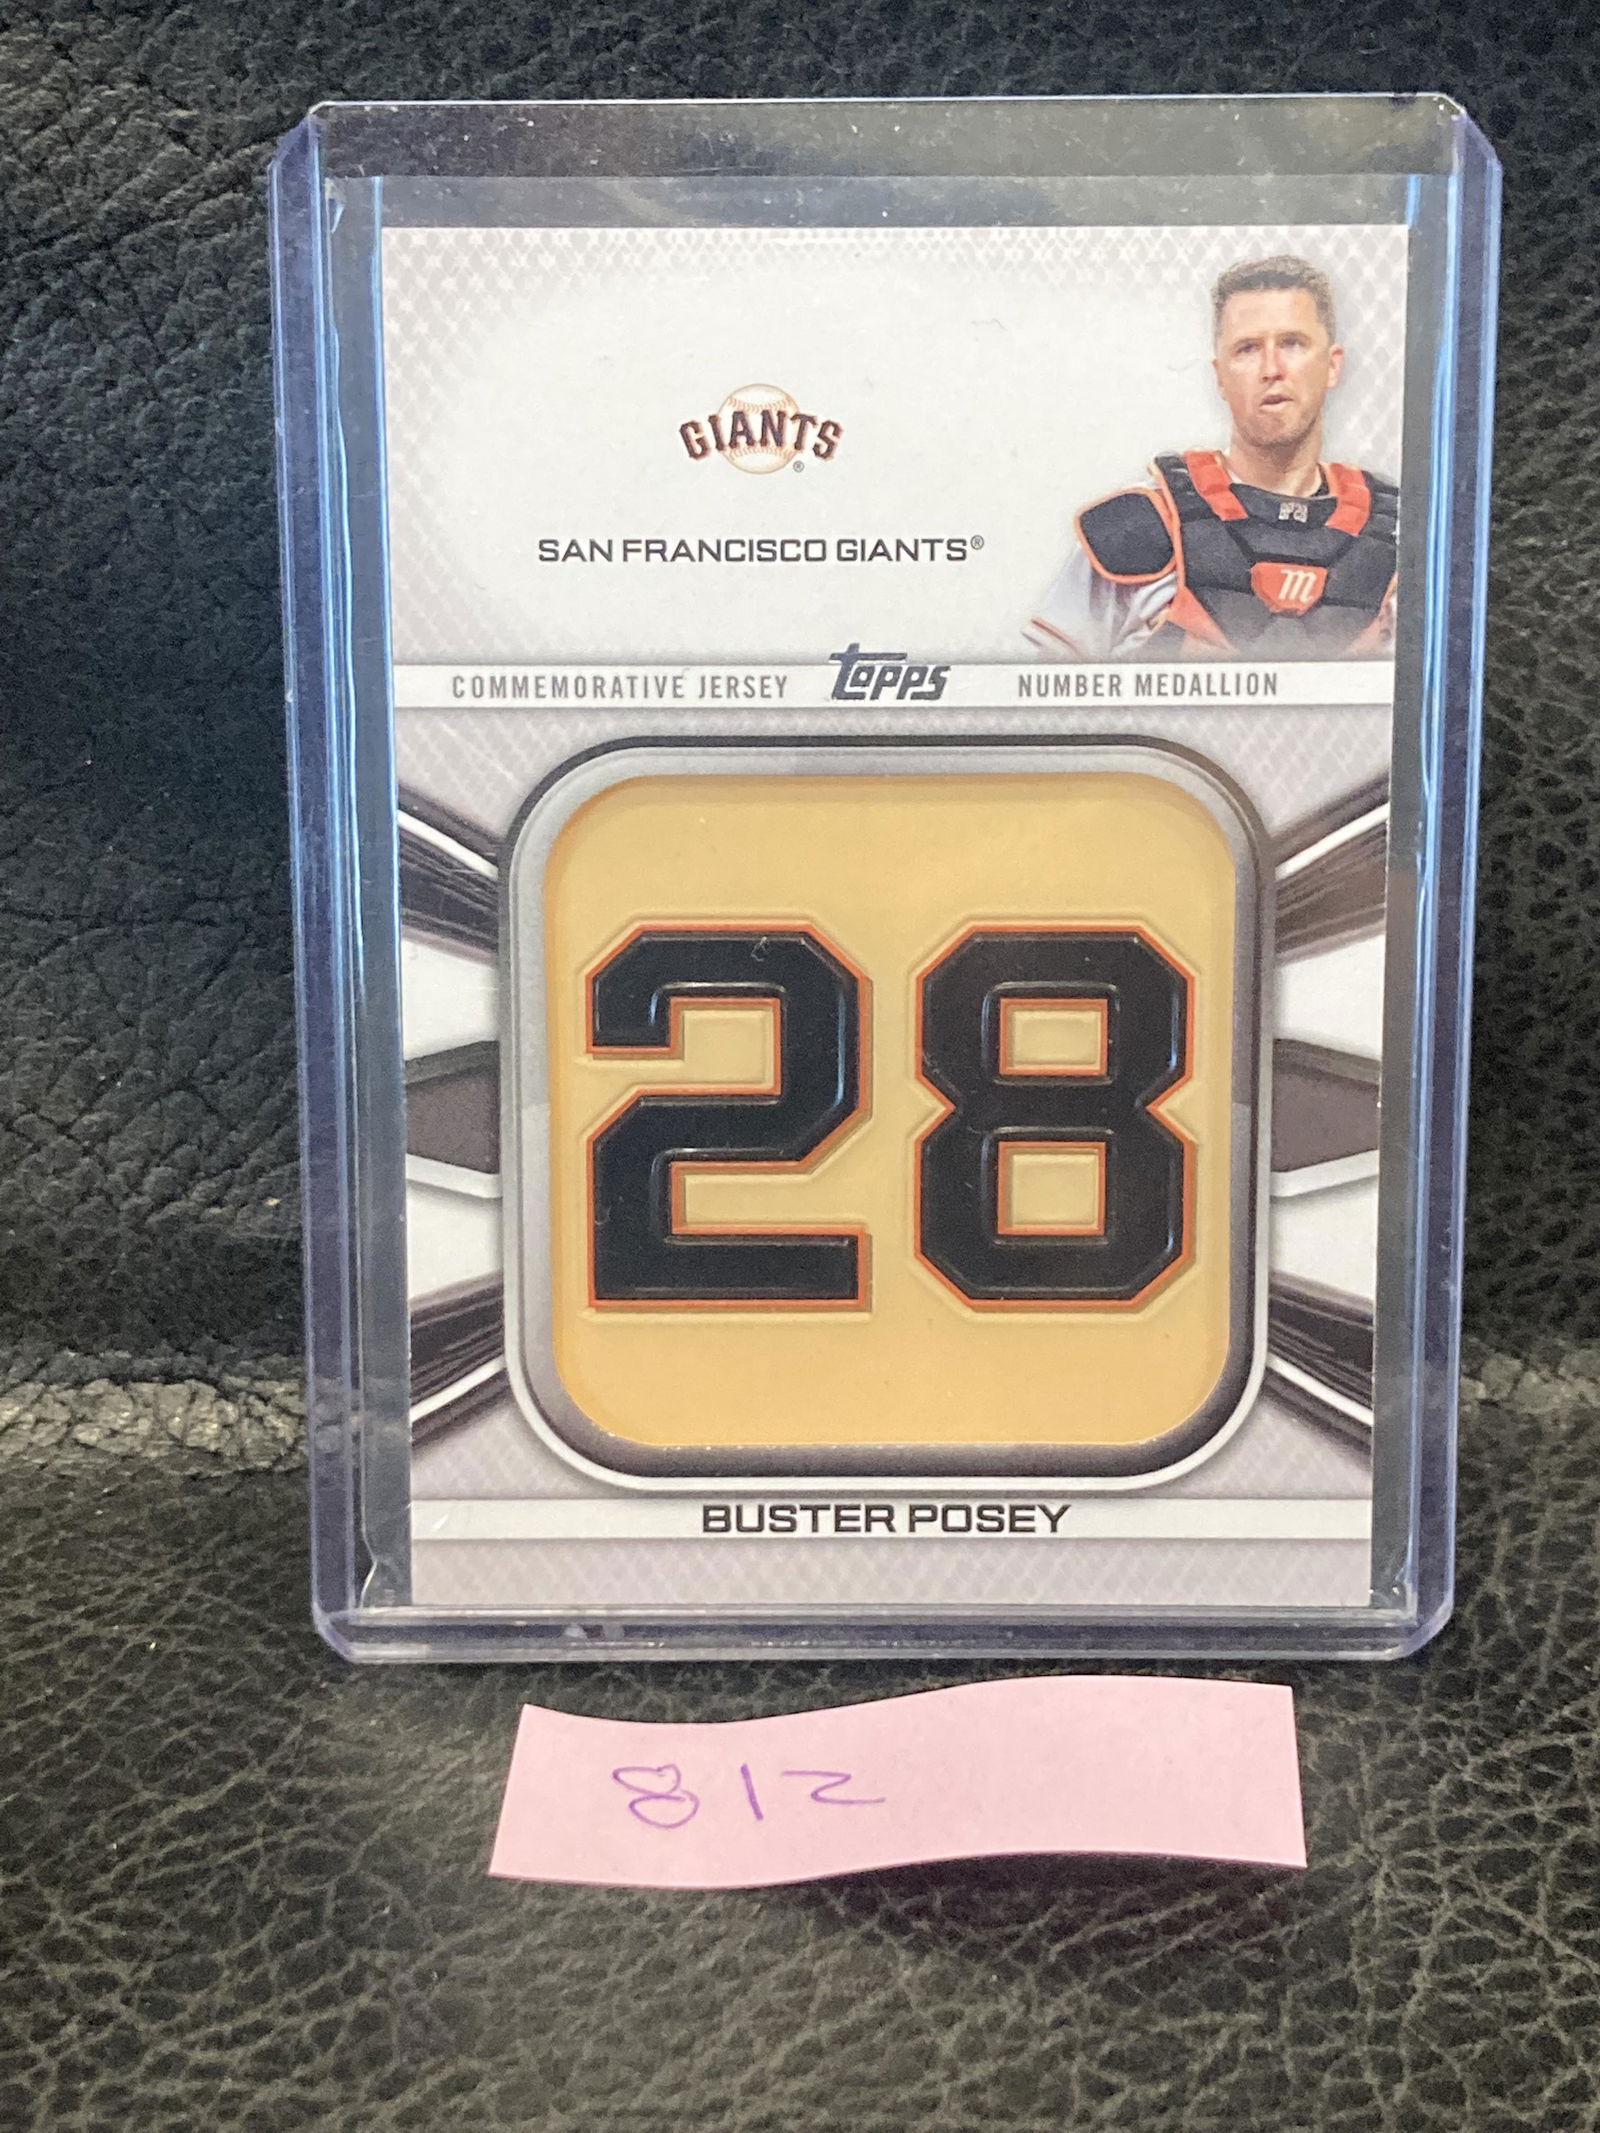 GIANTS®
SAN FRANCISCO GIANTS®
m
COMMEMORATIVE JERSEY Topps NUMBER MEDALLION
28
BUSTER POSEY
812